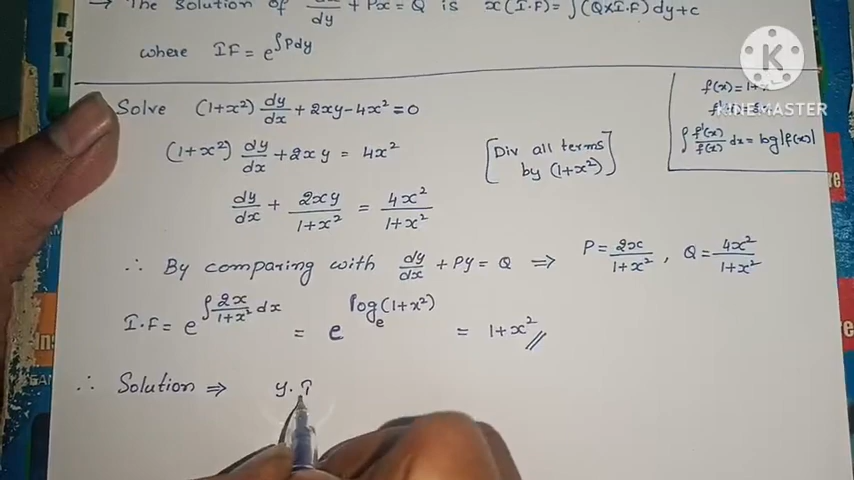 → The solution of dx/dy + Px = Q is x(I.F) = ∫(Q×I.F)dy+c
where IF = e^∫Pdy
KINEMASTER
f(x) = 1+x²
∫ f'(x)/f(x) dx = log|f(x)|
Solve (1+x²) dy/dx + 2xy - 4x² = 0
(1+x²) dy/dx + 2xy = 4x²
[Div all terms by (1+x²)]
dy/dx + 2xy/1+x² = 4x²/1+x²
∴ By comparing with dy/dx + Py = Q ⇒ P = 2x/1+x², Q = 4x²/1+x²
I.F = e^∫2x/1+x² dx = e^log_e(1+x²) = 1+x² //
∴ Solution ⇒ y.